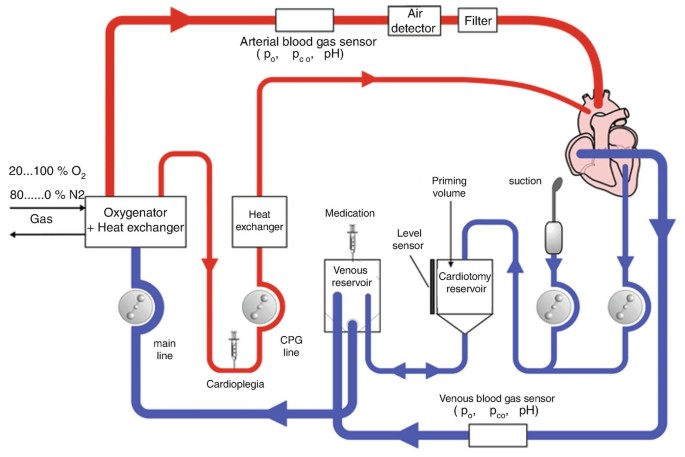 Arterial blood gas sensor
( pₒ, p꜀ₒ, pH)
Air
detector
Filter
20...100 % O₂
80......0 % N2
Gas
Oxygenator
+ Heat exchanger
Heat
exchanger
Medication
Venous
reservoir
Level
sensor
Priming
volume
Cardiotomy
reservoir
suction
main
line
Cardioplegia
CPG
line
Venous blood gas sensor
( pₒ, p꜀ₒ, pH)